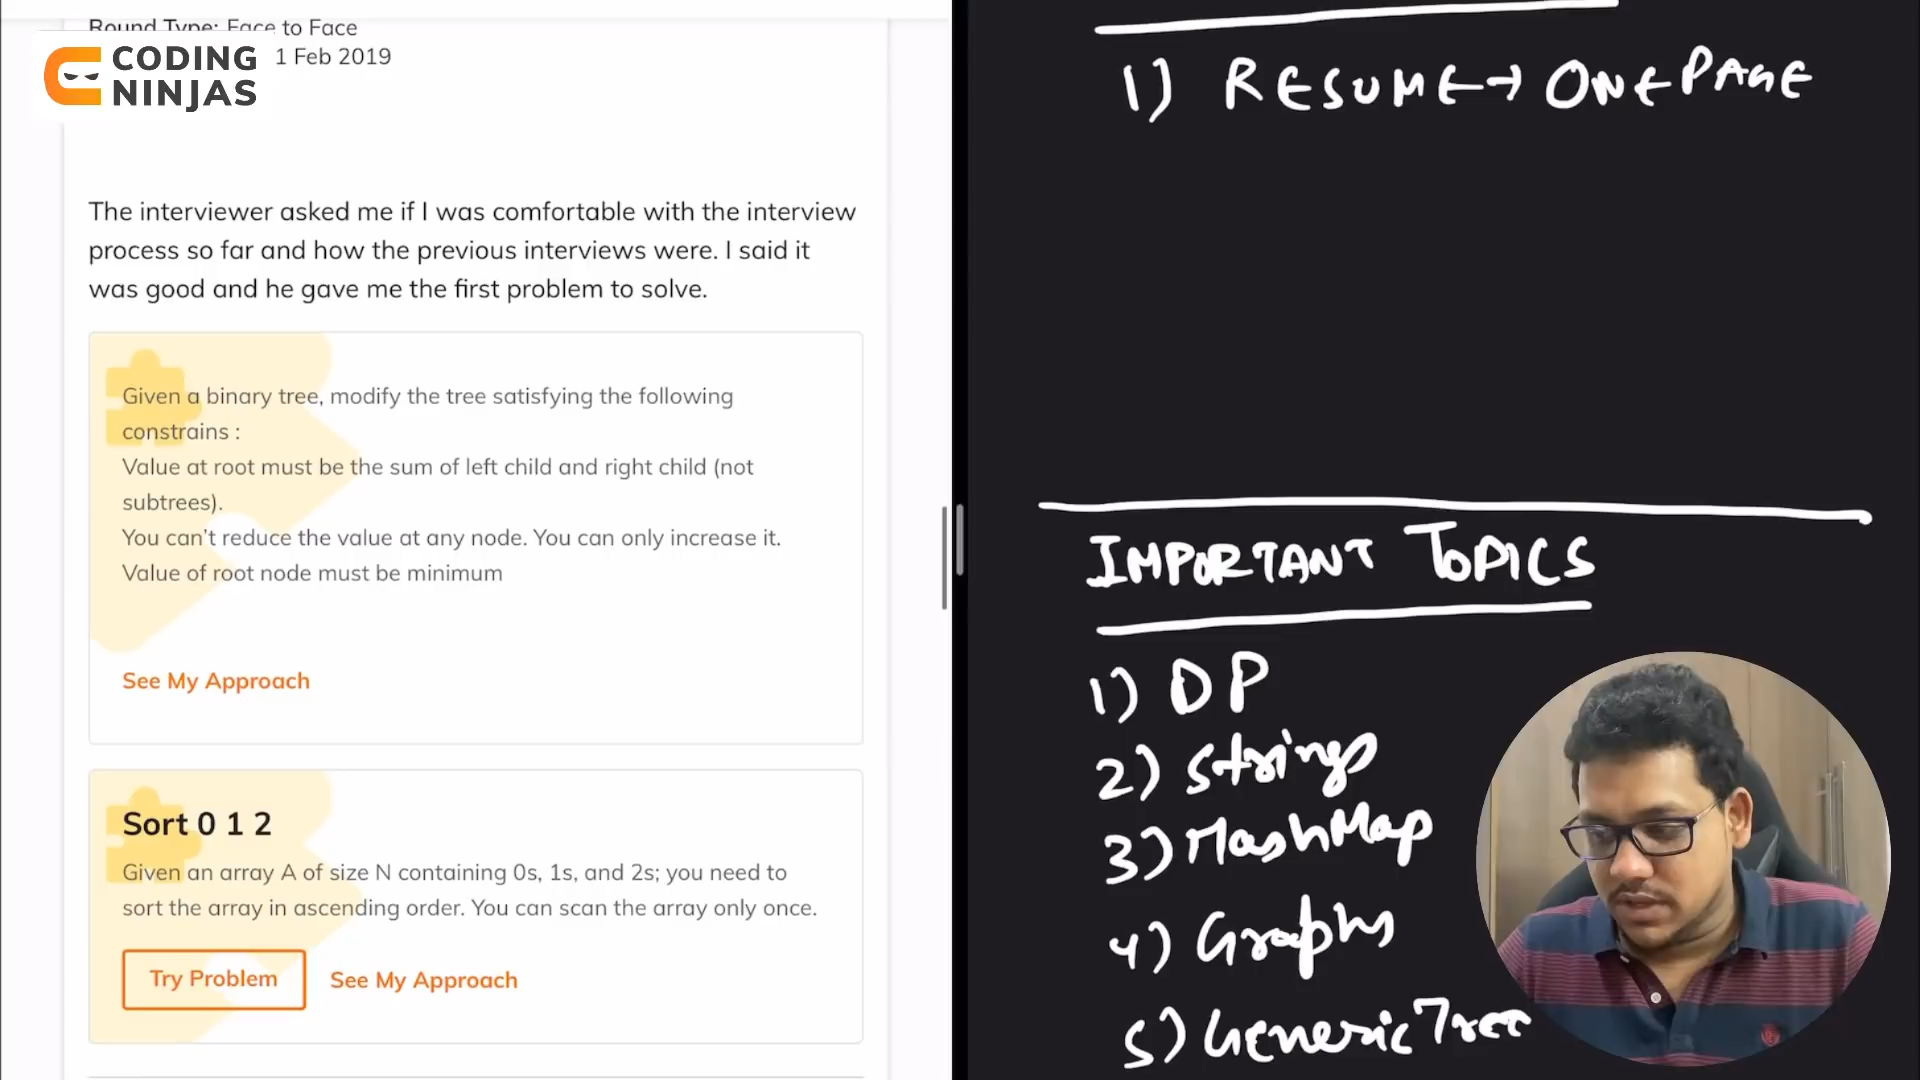 Round Type: Face to Face
CODING
NINJAS
1 Feb 2019
The interviewer asked me if I was comfortable with the interview
process so far and how the previous interviews were. I said it
was good and he gave me the first problem to solve.
Given a binary tree, modify the tree satisfying the following
constrains :
Value at root must be the sum of left child and right child (not
subtrees).
You can't reduce the value at any node. You can only increase it.
Value of root node must be minimum
See My Approach
Sort 0 1 2
Given an array A of size N containing 0s, 1s, and 2s; you need to
sort the array in ascending order. You can scan the array only once.
Try Problem
See My Approach
1) RESUME → ONE PAGE
IMPORTANT TOPICS
1) DP
2) Strings
3) HashMap
4) Graphs
5) Generic Tree